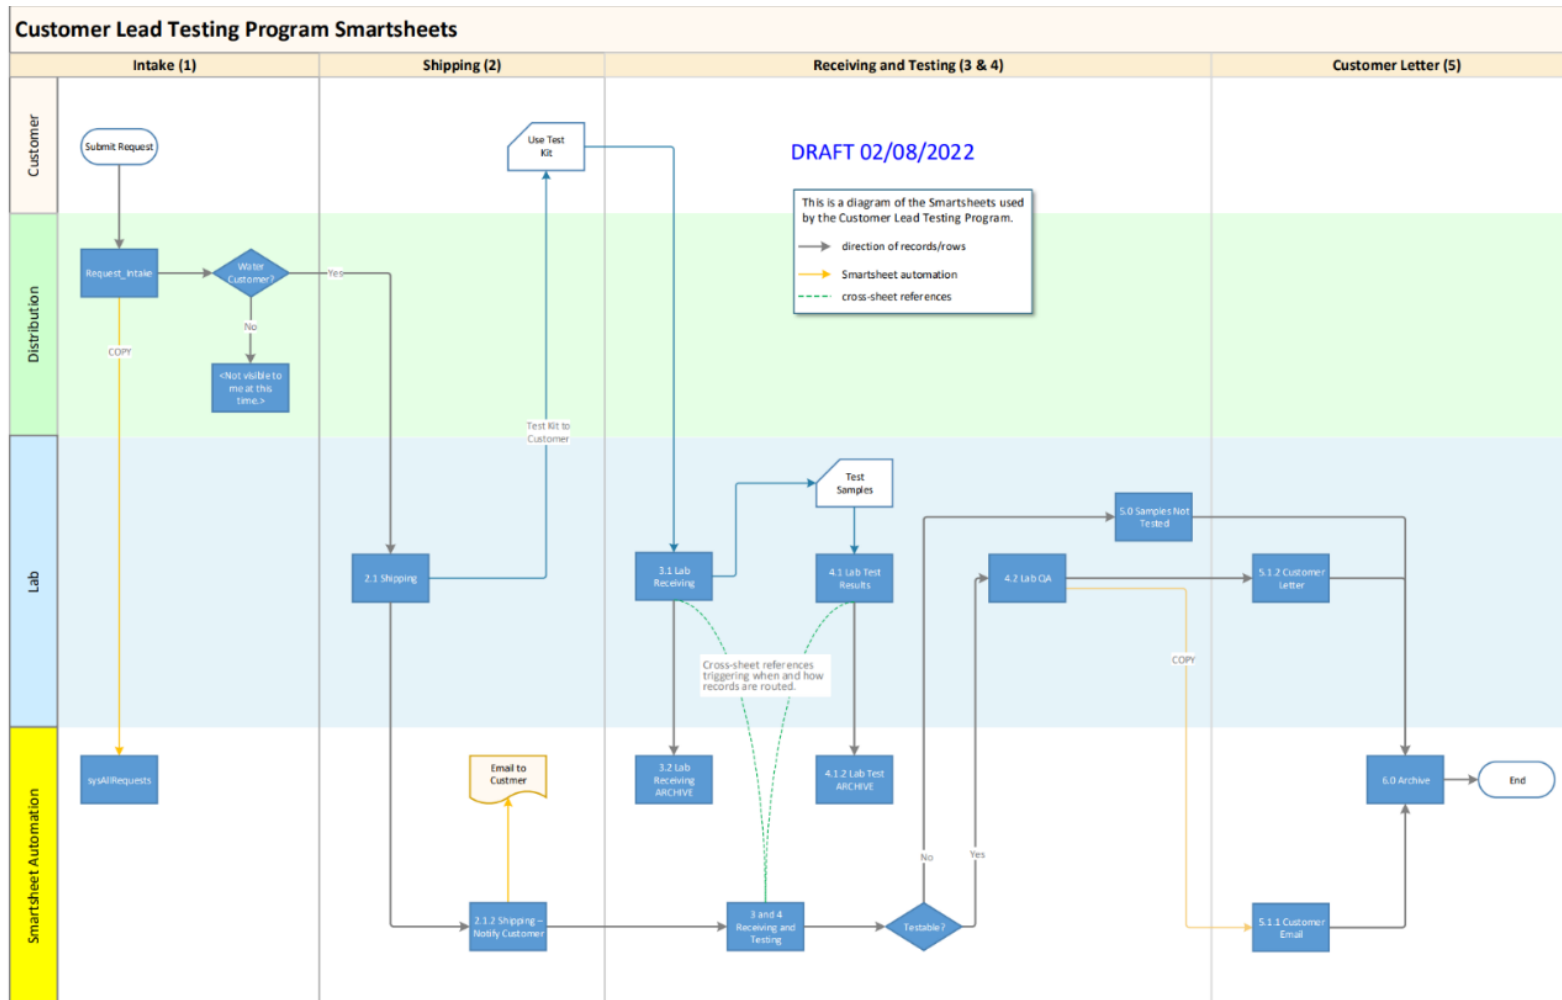 Customer Lead Testing Program Smartsheets
Intake (1)
Shipping (2)
Receiving and Testing (3 & 4)
Customer Letter (5)
Customer
Submit Request
Use Test
Kit
DRAFT 02/08/2022
This is a diagram of the Smartsheets used
by the Customer Lead Testing Program.
direction of records/rows
Smartsheet automation
cross-sheet references
Distribution
Request_Intake
Water
Customer?
Yes
No
COPY
<Not visible to
me at this
time.>
Test Kit to
Customer
Lab
Test
Samples
5.0 Samples Not
Tested
2.1 Shipping
3.1 Lab
Receiving
4.1 Lab Test
Results
4.2 Lab QA
5.1.2 Customer
Letter
Cross-sheet references
triggering when and how
records are routed.
COPY
Smartsheet Automation
sysAllRequests
Email to
Custmer
3.2 Lab
Receiving
ARCHIVE
4.1.2 Lab Test
ARCHIVE
6.0 Archive
End
No
Yes
2.1.2 Shipping –
Notify Customer
3 and 4
Receiving and
Testing
Testable?
5.1.1 Customer
Email